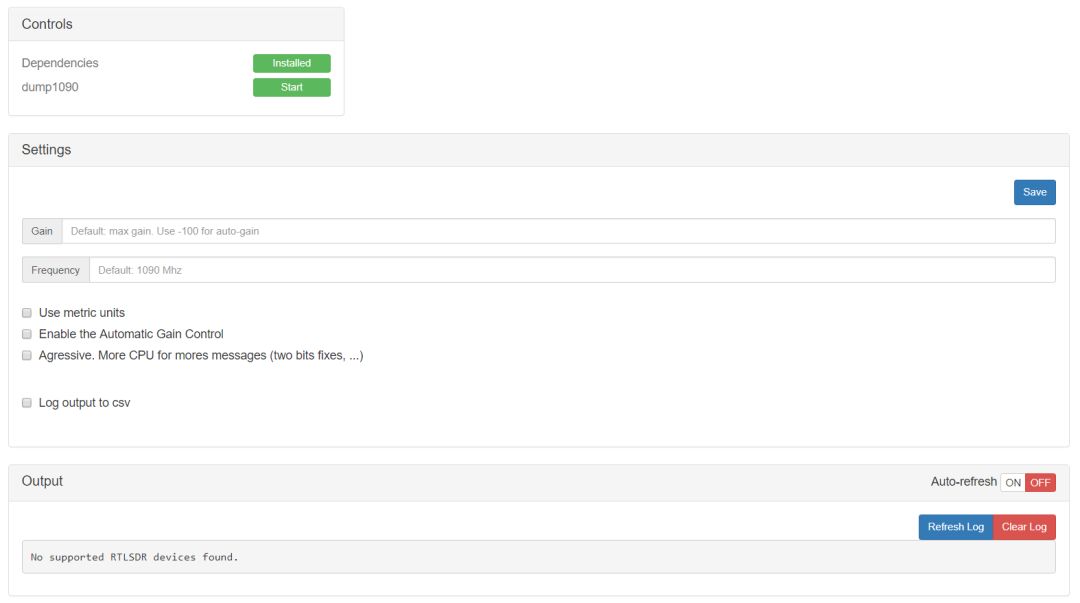 Controls
Dependencies Installed
dump1090 Start
Settings
Save
Gain Default: max gain. Use -100 for auto-gain
Frequency Default: 1090 Mhz
Use metric units
Enable the Automatic Gain Control
Agressive. More CPU for mores messages (two bits fixes, ...)
Log output to csv
Output Auto-refresh ON OFF
Refresh Log Clear Log
No supported RTLSDR devices found.